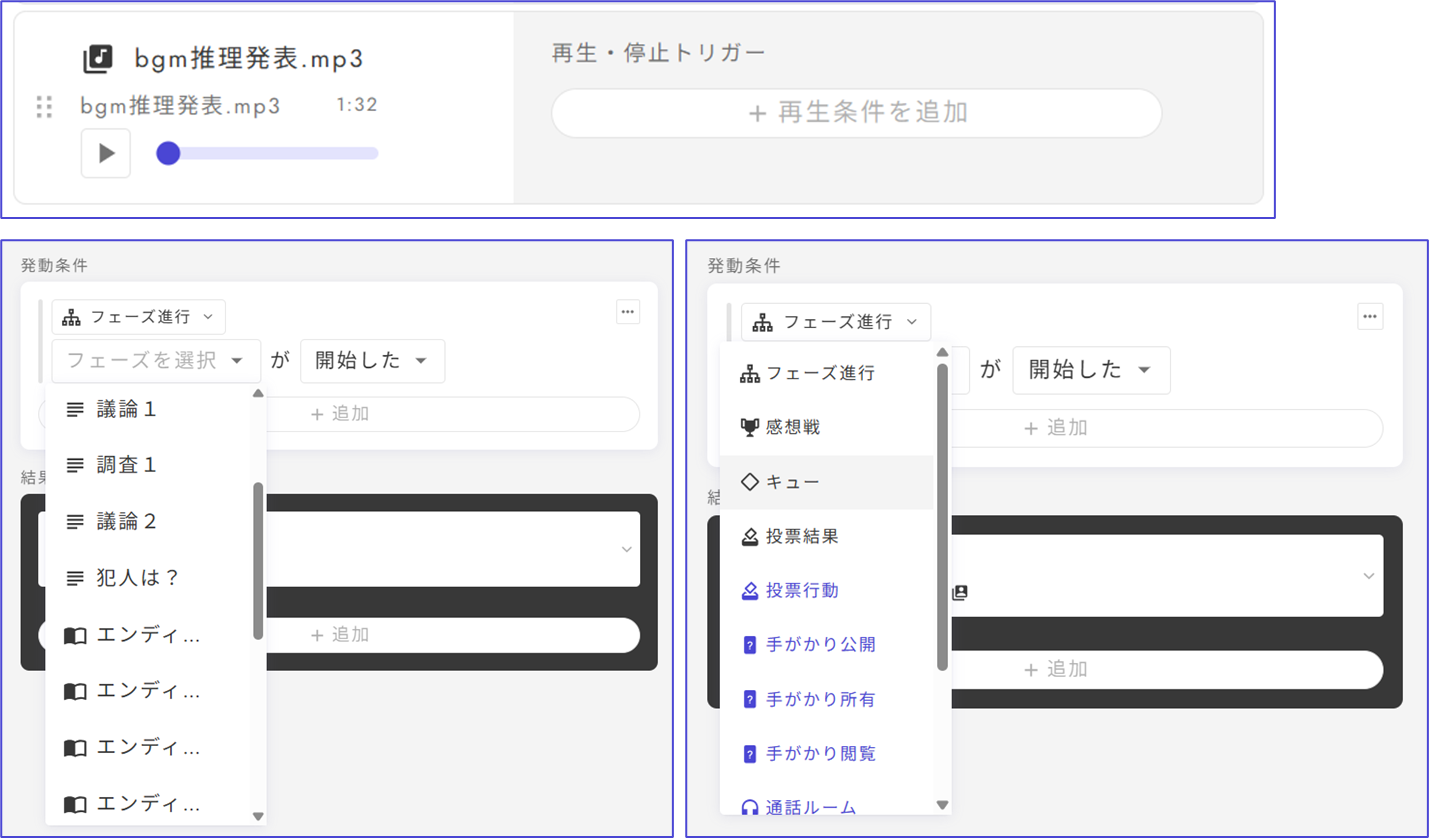 bgm推理発表.mp3
bgm推理発表.mp3 1:32
再生・停止トリガー
+ 再生条件を追加
発動条件
フェーズ進行
フェーズを選択 が 開始した
+ 追加
議論１
調査１
議論２
犯人は？
エンディ...
エンディ...
エンディ...
エンディ...
結果
+ 追加
発動条件
フェーズ進行
が 開始した
+ 追加
フェーズ進行
感想戦
キュー
投票結果
投票行動
手がかり公開
手がかり所有
手がかり閲覧
通話ルーム
+ 追加